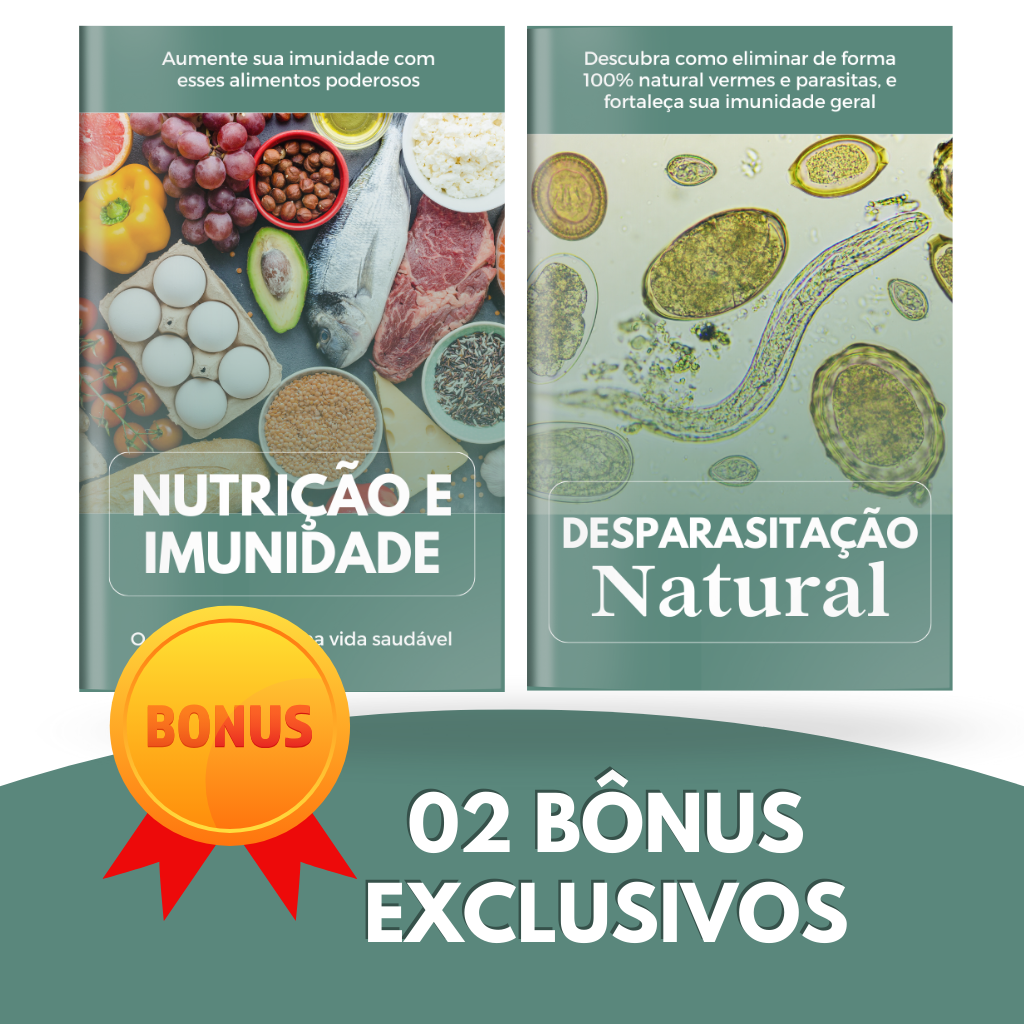 Aumente sua imunidade com
esses alimentos poderosos
NUTRIÇÃO E
IMUNIDADE
O vida saudável
Descubra como eliminar de forma
100% natural vermes e parasitas, e
fortaleça sua imunidade geral
DESPARASITAÇÃO
Natural
BONUS
02 BÔNUS
EXCLUSIVOS